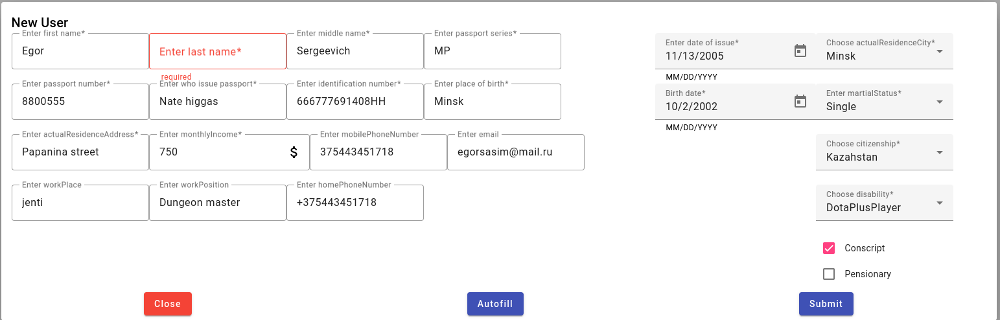 New User
Enter first name* Enter last name* Enter middle name* Enter passport series* Enter date of issue* Choose actualResidenceCity*
Egor Sergeevich MP 11/13/2005 Minsk
required MM/DD/YYYY
Enter passport number* Enter who issue passport* Enter identification number* Enter place of birth* Birth date* Enter martialStatus*
8800555 Nate higgas 666777691408HH Minsk 10/2/2002 Single
MM/DD/YYYY
Enter actualResidenceAddress* Enter monthlyIncome* Enter mobilePhoneNumber Enter email Choose citizenship*
Papanina street 750 $ 375443451718 egorsasim@mail.ru Kazahstan
Enter workPlace Enter workPosition Enter homePhoneNumber Choose disability*
jenti Dungeon master +375443451718 DotaPlusPlayer
Conscript
Pensionary
Close Autofill Submit